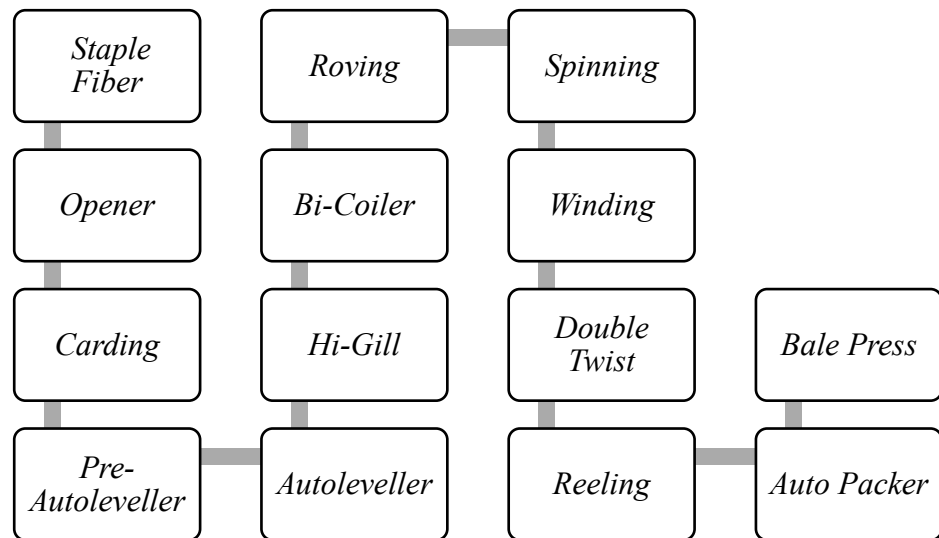 Staple
Fiber
Opener
Carding
Pre-
Autoleveller
Autoleveller
Hi-Gill
Bi-Coiler
Roving
Spinning
Winding
Double
Twist
Reeling
Auto Packer
Bale Press